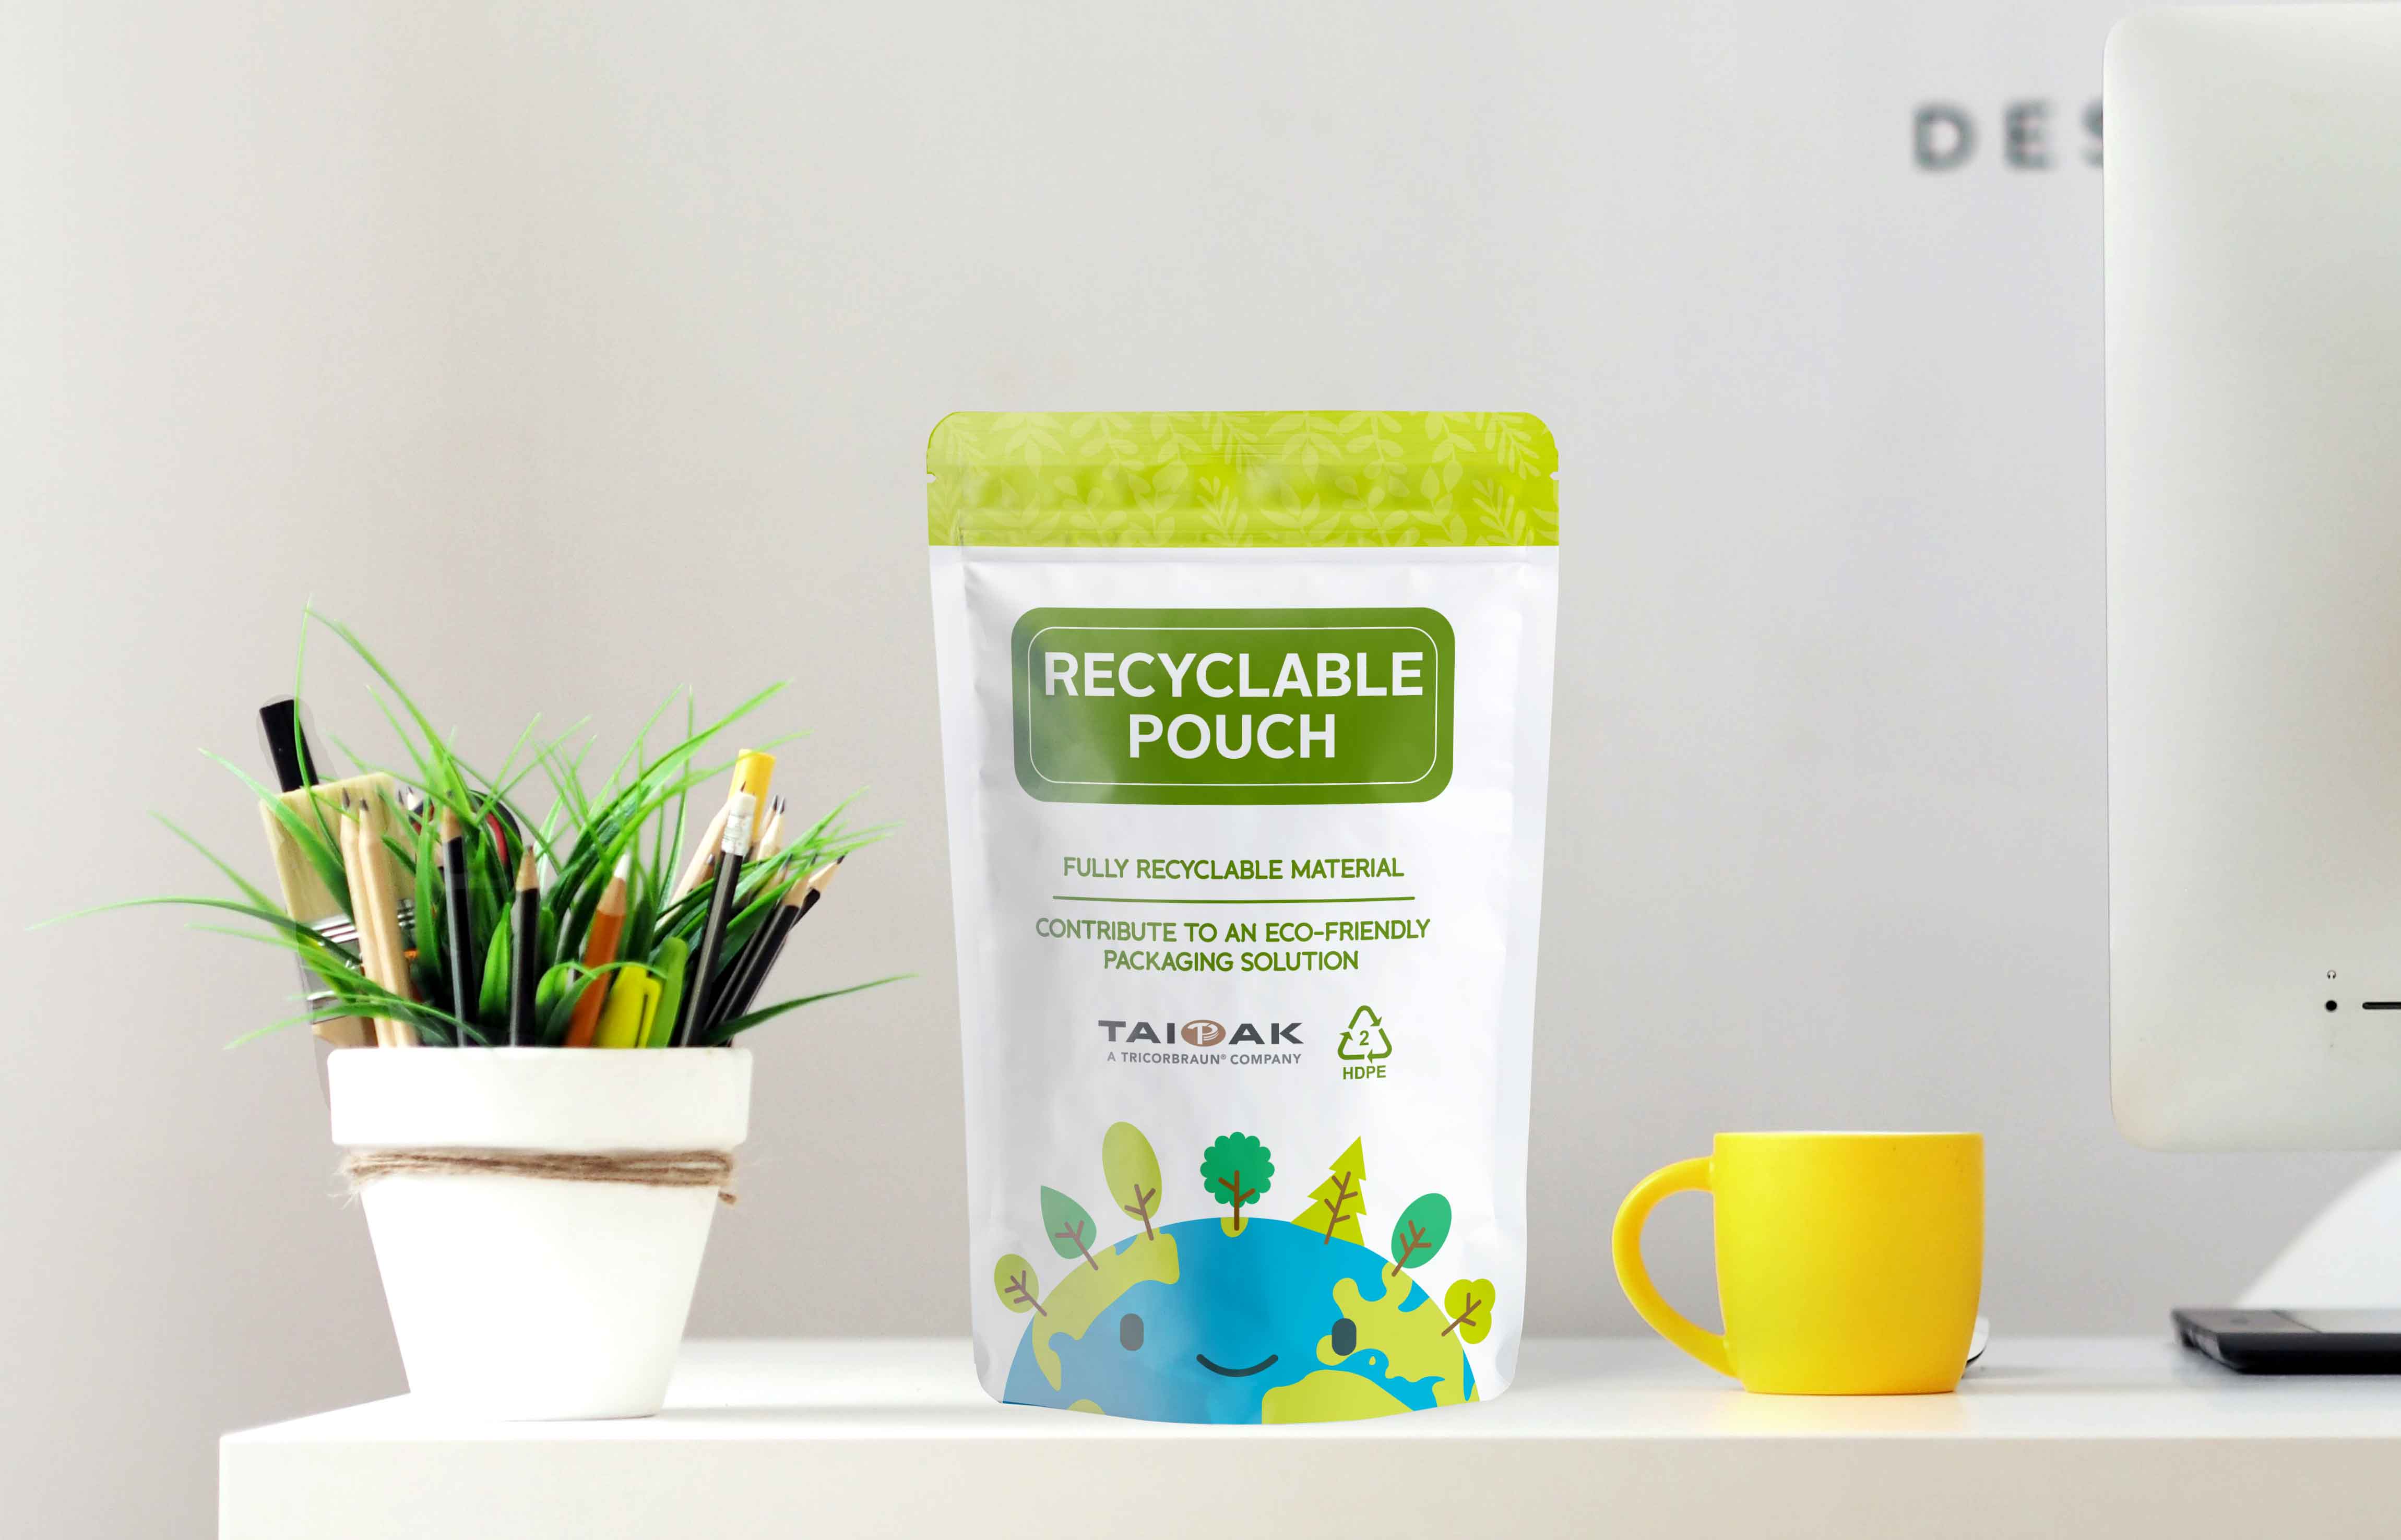 DES
RECYCLABLE
POUCH
FULLY RECYCLABLE MATERIAL
CONTRIBUTE TO AN ECO-FRIENDLY
PACKAGING SOLUTION
TAIPAK
A TRICORBRAUN® COMPANY
2
HDPE